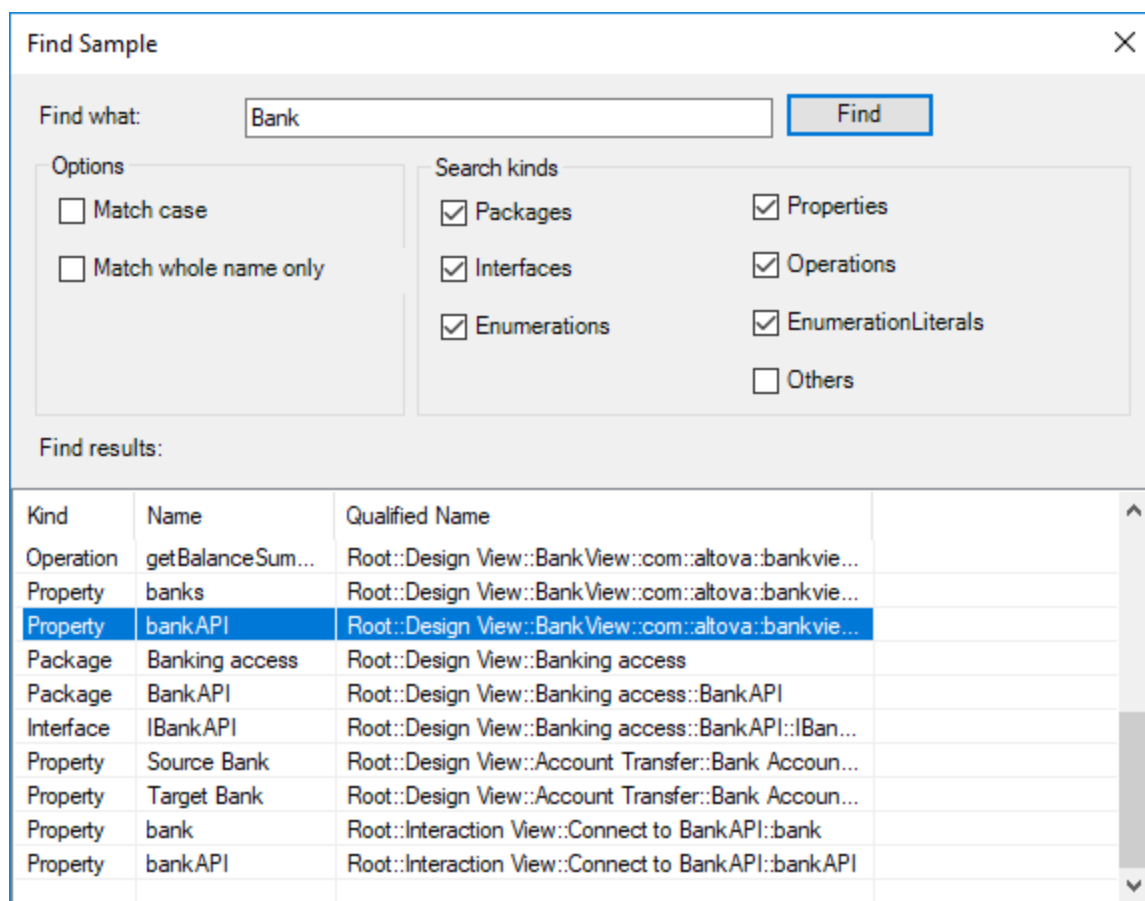 Find Sample
Find what: Bank Find
Options
Match case
Match whole name only
Search kinds
Packages Properties
Interfaces Operations
Enumerations EnumerationLiterals
Others
Find results:
Kind Name Qualified Name
Operation getBalanceSum... Root::Design View::BankView::com::altova::bankvie...
Property banks Root::Design View::BankView::com::altova::bankvie...
Property bankAPI Root::Design View::BankView::com::altova::bankvie...
Package Banking access Root::Design View::Banking access
Package BankAPI Root::Design View::Banking access::BankAPI
Interface IBankAPI Root::Design View::Banking access::BankAPI::IBan...
Property Source Bank Root::Design View::Account Transfer::Bank Accoun...
Property Target Bank Root::Design View::Account Transfer::Bank Accoun...
Property bank Root::Interaction View::Connect to BankAPI::bank
Property bankAPI Root::Interaction View::Connect to BankAPI::bankAPI